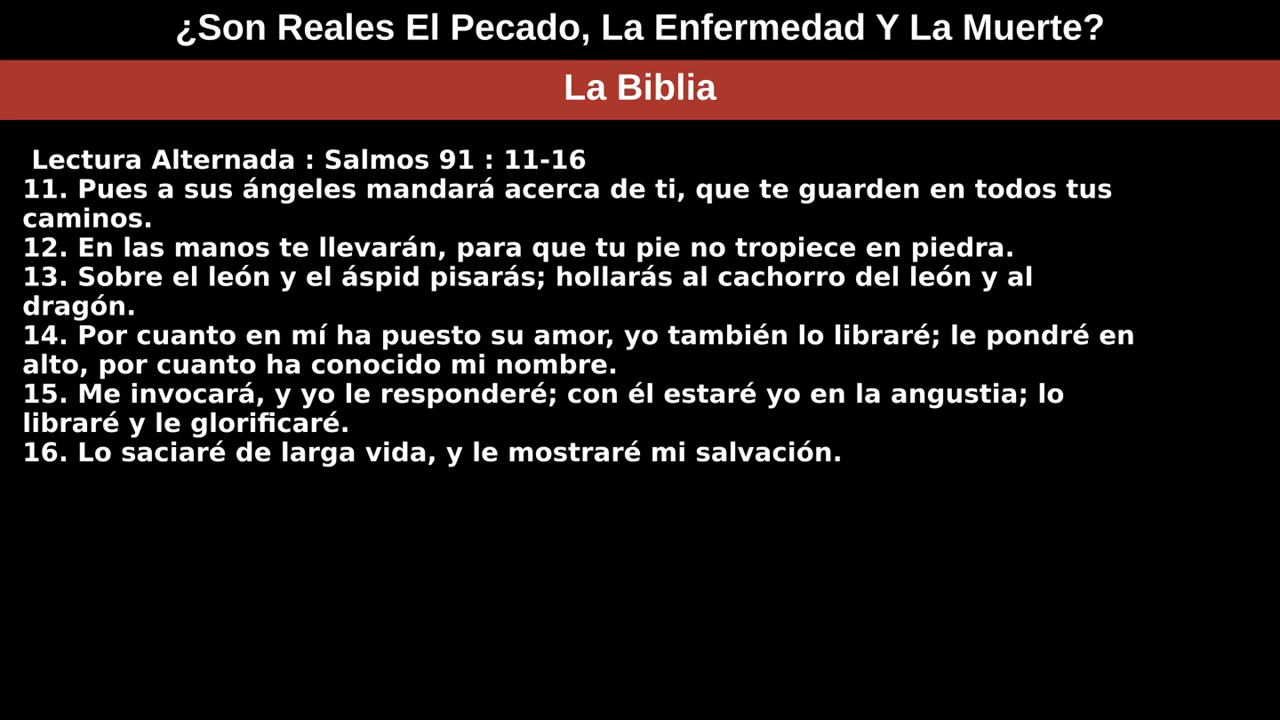 ¿Son Reales El Pecado, La Enfermedad Y La Muerte?
La Biblia
Lectura Alternada : Salmos 91 : 11-16
11. Pues a sus ángeles mandará acerca de ti, que te guarden en todos tus
caminos.
12. En las manos te llevarán, para que tu pie no tropiece en piedra.
13. Sobre el león y el áspid pisarás; hollarás al cachorro del león y al
dragón.
14. Por cuanto en mí ha puesto su amor, yo también lo libraré; le pondré en
alto, por cuanto ha conocido mi nombre.
15. Me invocará, y yo le responderé; con él estaré yo en la angustia; lo
libraré y le glorificaré.
16. Lo saciaré de larga vida, y le mostraré mi salvación.